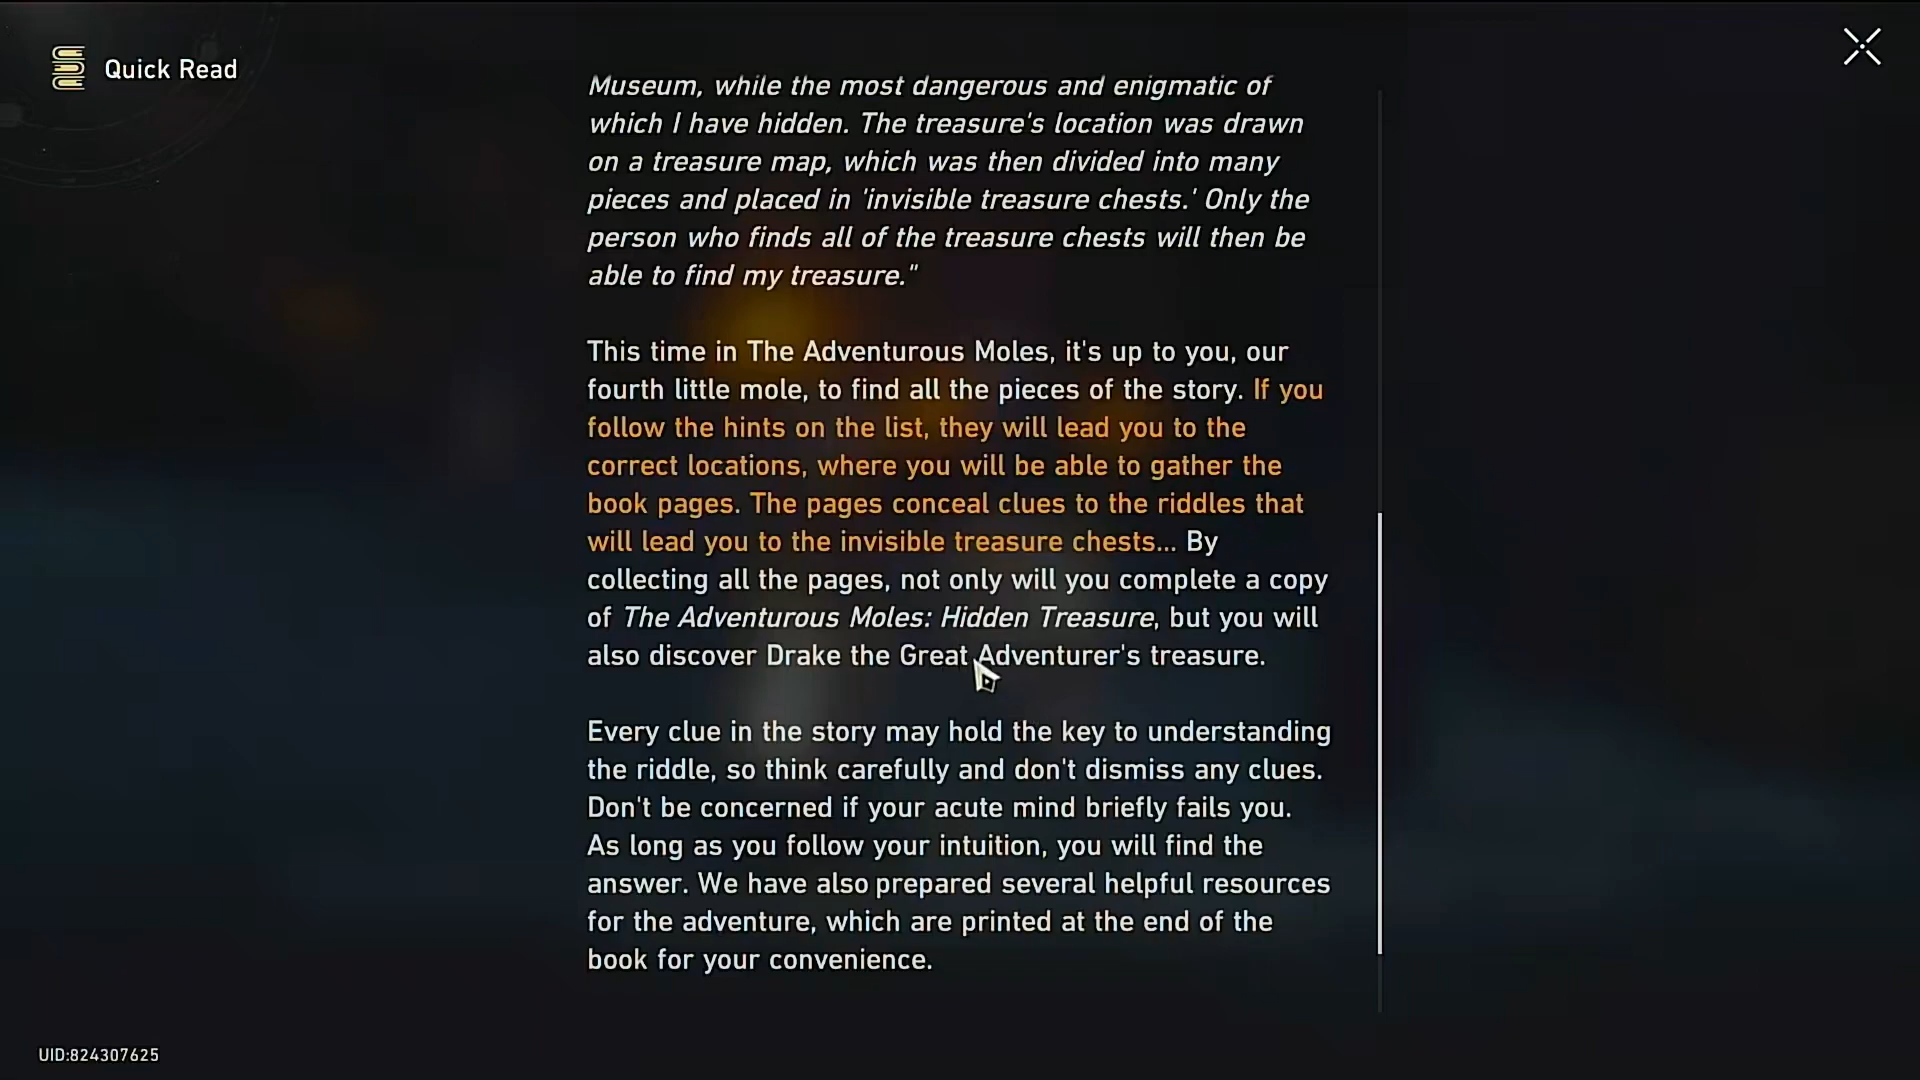 Quick Read
Museum, while the most dangerous and enigmatic of
which I have hidden. The treasure's location was drawn
on a treasure map, which was then divided into many
pieces and placed in 'invisible treasure chests.' Only the
person who finds all of the treasure chests will then be
able to find my treasure."
This time in The Adventurous Moles, it's up to you, our
fourth little mole, to find all the pieces of the story. If you
follow the hints on the list, they will lead you to the
correct locations, where you will be able to gather the
book pages. The pages conceal clues to the riddles that
will lead you to the invisible treasure chests... By
collecting all the pages, not only will you complete a copy
of The Adventurous Moles: Hidden Treasure, but you will
also discover Drake the Great Adventurer's treasure.
Every clue in the story may hold the key to understanding
the riddle, so think carefully and don't dismiss any clues.
Don't be concerned if your acute mind briefly fails you.
As long as you follow your intuition, you will find the
answer. We have also prepared several helpful resources
for the adventure, which are printed at the end of the
book for your convenience.
UID:824307625